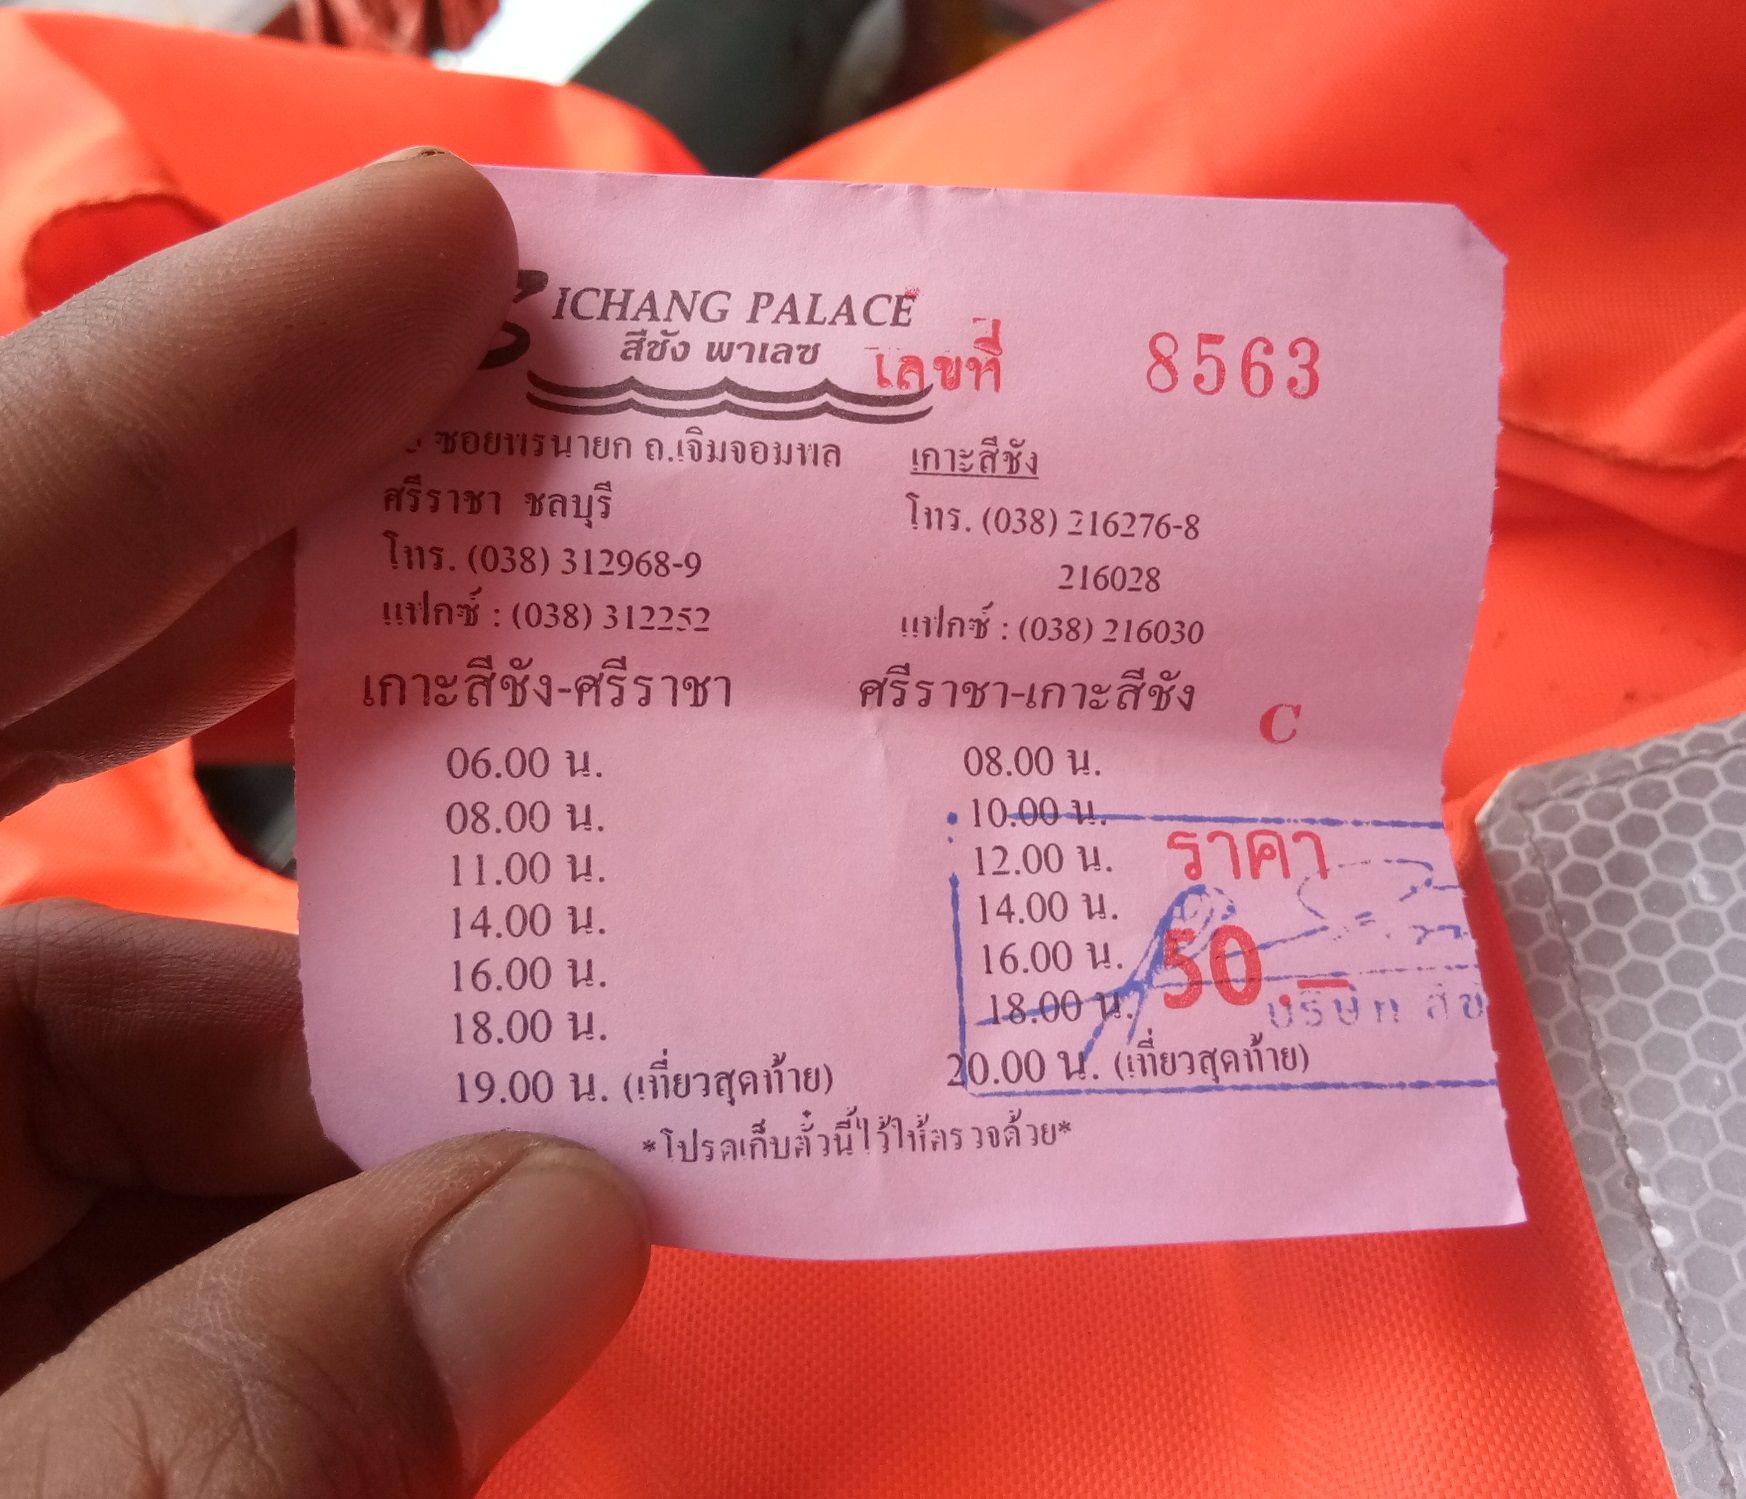 SICHANG PALACE
สีชัง พาเลซ
เลขที่ 8563
ซอยพรนายก ถ.เจิมจอมพล
ศรีราชา ชลบุรี
โทร. (038) 312968-9
แฟกซ์ : (038) 312252
เกาะสีชัง
โทร. (038) 216276-8
216028
แฟกซ์ : (038) 216030
เกาะสีชัง-ศรีราชา
06.00 น.
08.00 น.
11.00 น.
14.00 น.
16.00 น.
18.00 น.
19.00 น. (เที่ยวสุดท้าย)
ศรีราชา-เกาะสีชัง
C
08.00 น.
10.00 น.
12.00 น.
14.00 น.
16.00 น.
18.00 น.
20.00 น. (เที่ยวสุดท้าย)
ราคา
50.-
บริษัท
*โปรดเก็บตั๋วนี้ไว้ให้ตรวจด้วย*